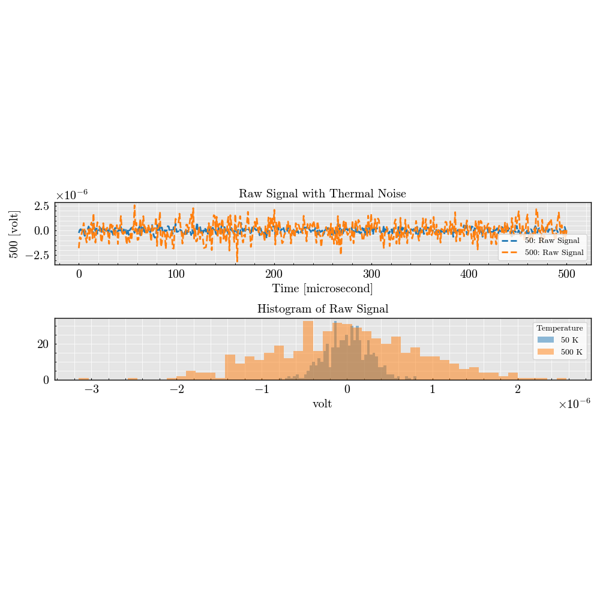 Raw Signal with Thermal Noise
×10⁻⁶
2.5
0.0
−2.5
500 [volt]
50: Raw Signal
500: Raw Signal
0 100 200 300 400 500
Time [microsecond]
Histogram of Raw Signal
20
0
Temperature
50 K
500 K
−3 −2 −1 0 1 2
volt
×10⁻⁶